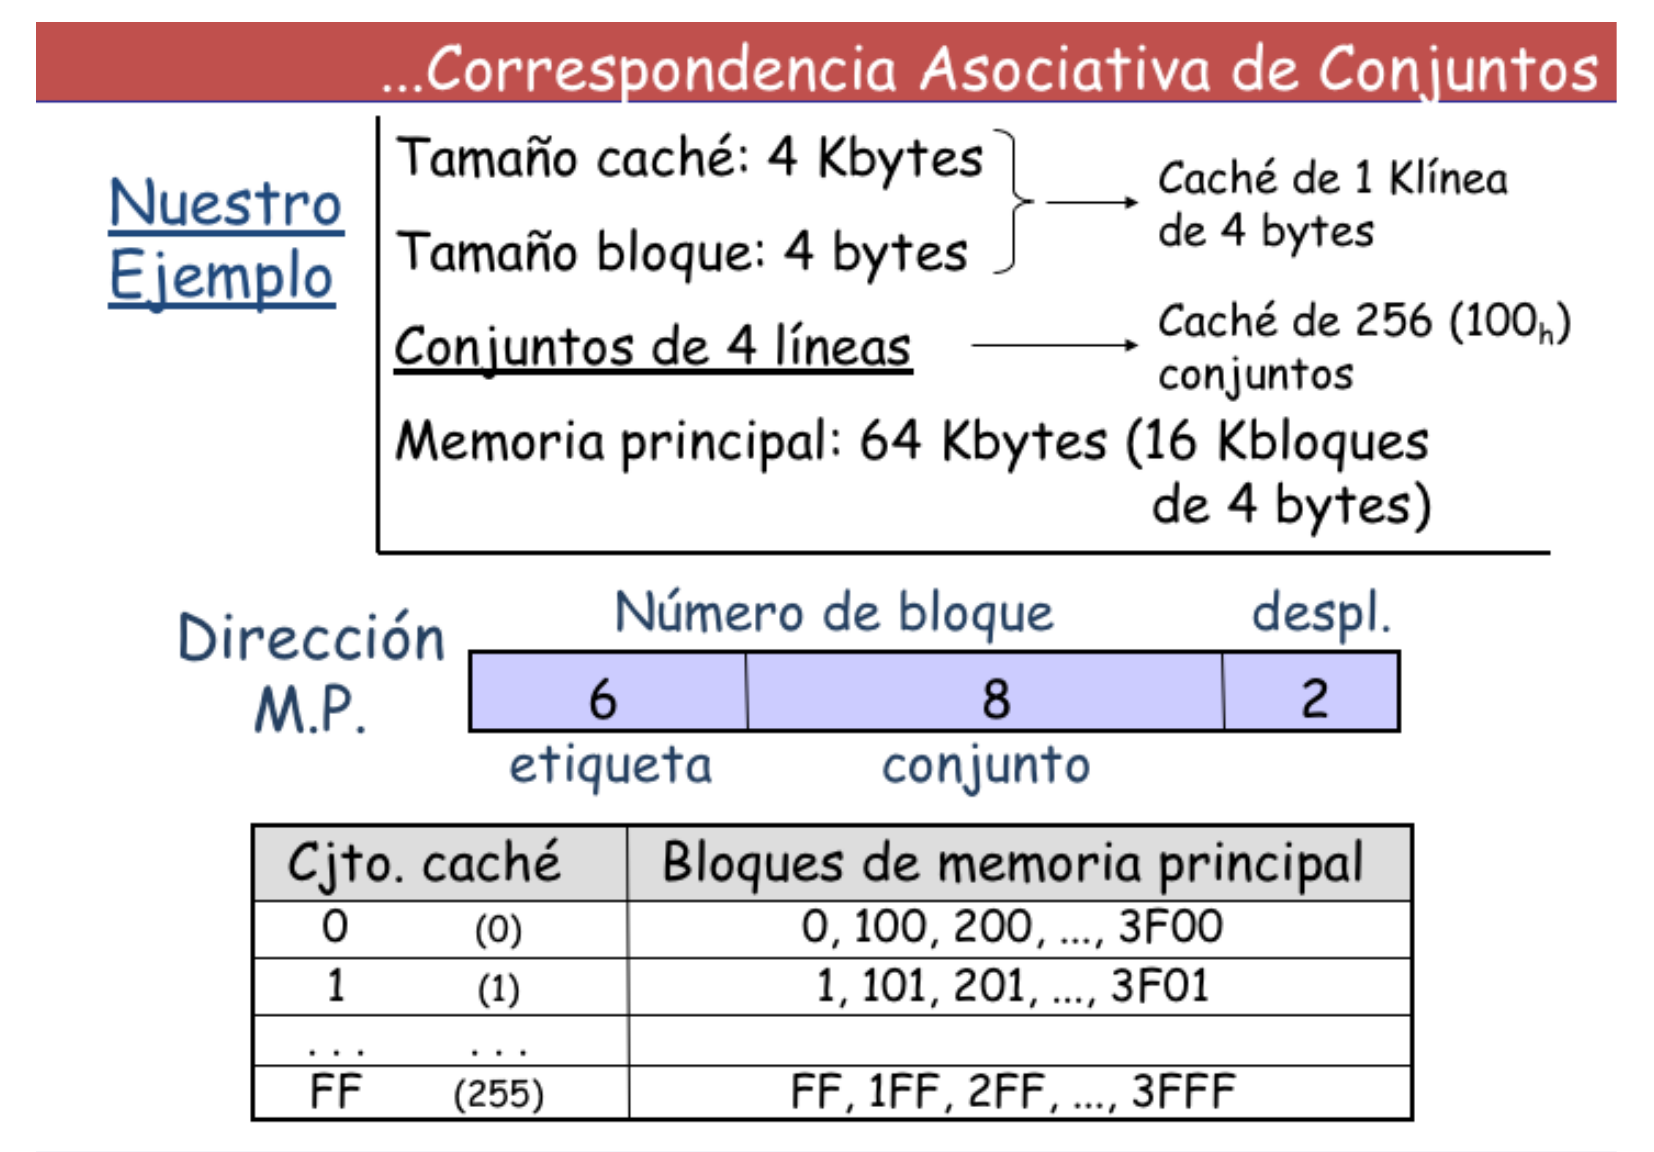 ...Correspondencia Asociativa de Conjuntos
Nuestro
Ejemplo
Tamaño caché: 4 Kbytes
Tamaño bloque: 4 bytes
Caché de 1 Klínea
de 4 bytes
Conjuntos de 4 líneas
Caché de 256 (100h)
conjuntos
Memoria principal: 64 Kbytes (16 Kbloques
de 4 bytes)
Dirección
M.P.
Número de bloque despl.
6 8 2
etiqueta conjunto
Cjto. caché Bloques de memoria principal
0 (0) 0, 100, 200, ..., 3F00
1 (1) 1, 101, 201, ..., 3F01
... ...
FF (255) FF, 1FF, 2FF, ..., 3FFF